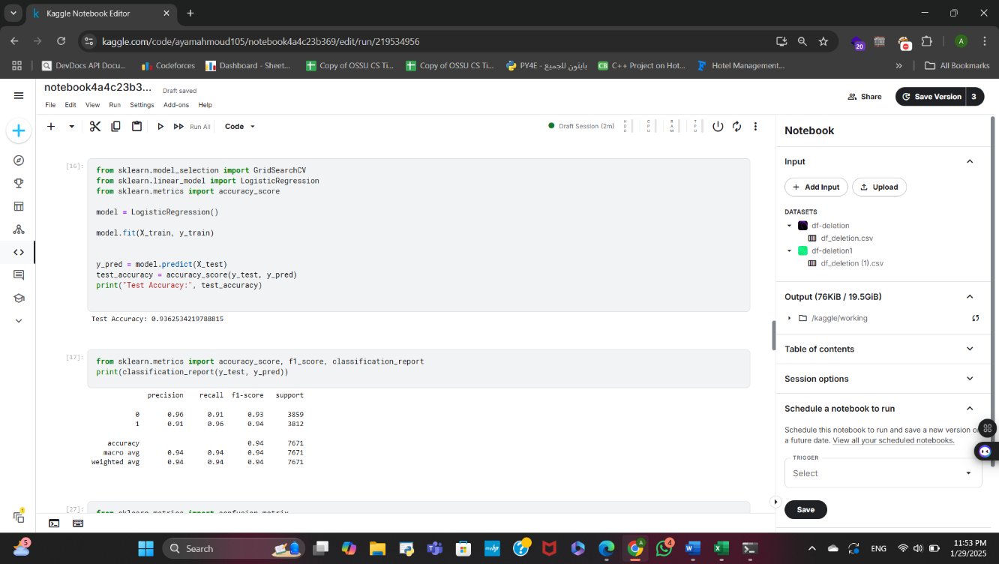 Kaggle Notebook Editor
kaggle.com/code/ayamahmoud105/notebook4a4c23b369/edit/run/219534956
20
A
DevDocs API Docu...
Codeforces
Dashboard - Sheet...
Copy of OSSU CS Ti...
Copy of OSSU CS Ti...
PY4E - بايثون للجميع
CB C++ Project on Hot...
Hotel Management...
All Bookmarks
notebook4a4c23b3... Draft saved
File Edit View Run Settings Add-ons Help
Share
Save Version 3
Run All
Code
Draft Session (2m)
HDD
CPU
RAM
TPU
[16]:
from sklearn.model_selection import GridSearchCV
from sklearn.linear_model import LogisticRegression
from sklearn.metrics import accuracy_score
model = LogisticRegression()
model.fit(X_train, y_train)
y_pred = model.predict(X_test)
test_accuracy = accuracy_score(y_test, y_pred)
print("Test Accuracy:", test_accuracy)
Test Accuracy: 0.9362534219788815
[17]:
from sklearn.metrics import accuracy_score, f1_score, classification_report
print(classification_report(y_test, y_pred))
precision recall f1-score support
0 0.96 0.91 0.93 3859
1 0.91 0.96 0.94 3812
accuracy 0.94 7671
macro avg 0.94 0.94 0.94 7671
weighted avg 0.94 0.94 0.94 7671
[27]:
from sklearn.metrics import confusion_matrix
Notebook
Input
Add Input
Upload
DATASETS
df-deletion
df_deletion.csv
df-deletion1
df_deletion (1).csv
Output (76KiB / 19.5GiB)
/kaggle/working
Table of contents
Session options
Schedule a notebook to run
Schedule this notebook to run and save a new version
a future date. View all your scheduled notebooks.
TRIGGER
Select
Save
1
5
Search
4
ENG
11:53 PM
1/29/2025